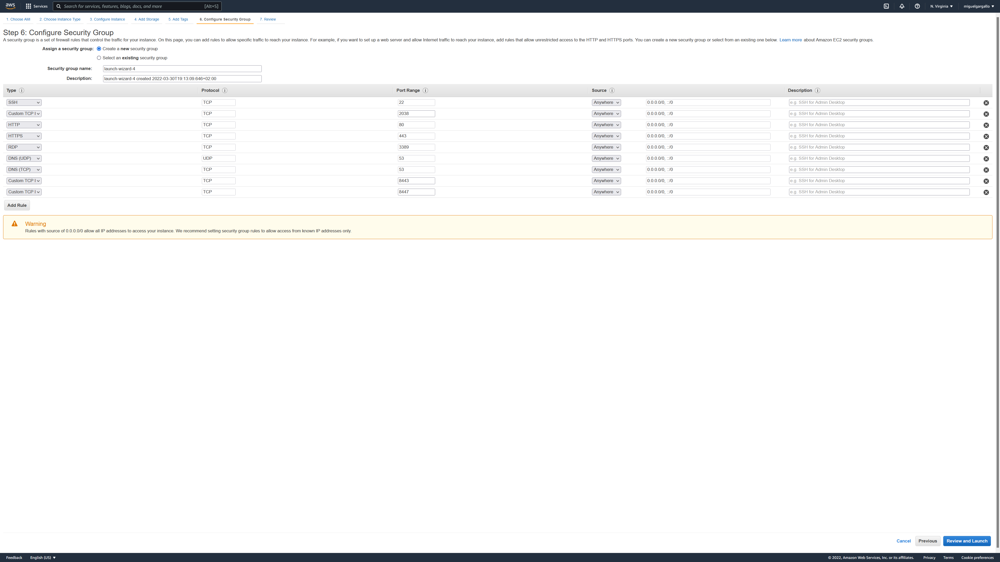 aws Services Search for services, features, blogs, docs, and more [Alt+S] N. Virginia miguelgargallo
1. Choose AMI 2. Choose Instance Type 3. Configure Instance 4. Add Storage 5. Add Tags 6. Configure Security Group 7. Review
Step 6: Configure Security Group
A security group is a set of firewall rules that control the traffic for your instance. On this page, you can add rules to allow specific traffic to reach your instance. For example, if you want to set up a web server and allow Internet traffic to reach your instance, add rules that allow unrestricted access to the HTTP and HTTPS ports. You can create a new security group or select from an existing one below. Learn more about Amazon EC2 security groups.
Assign a security group: Create a new security group
Select an existing security group
Security group name: launch-wizard-4
Description: launch-wizard-4 created 2022-03-30T19:13:09.646+02:00
Type Protocol Port Range Source Description
SSH TCP 22 Anywhere 0.0.0.0/0, ::/0 e.g. SSH for Admin Desktop
Custom TCP TCP 2038 Anywhere 0.0.0.0/0, ::/0 e.g. SSH for Admin Desktop
HTTP TCP 80 Anywhere 0.0.0.0/0, ::/0 e.g. SSH for Admin Desktop
HTTPS TCP 443 Anywhere 0.0.0.0/0, ::/0 e.g. SSH for Admin Desktop
RDP TCP 3389 Anywhere 0.0.0.0/0, ::/0 e.g. SSH for Admin Desktop
DNS (UDP) UDP 53 Anywhere 0.0.0.0/0, ::/0 e.g. SSH for Admin Desktop
DNS (TCP) TCP 53 Anywhere 0.0.0.0/0, ::/0 e.g. SSH for Admin Desktop
Custom TCP TCP 8443 Anywhere 0.0.0.0/0, ::/0 e.g. SSH for Admin Desktop
Custom TCP TCP 8447 Anywhere 0.0.0.0/0, ::/0 e.g. SSH for Admin Desktop
Add Rule
Warning
Rules with source of 0.0.0.0/0 allow all IP addresses to access your instance. We recommend setting security group rules to allow access from known IP addresses only.
Cancel Previous Review and Launch
Feedback English (US) © 2022, Amazon Web Services, Inc. or its affiliates. Privacy Terms Cookie preferences